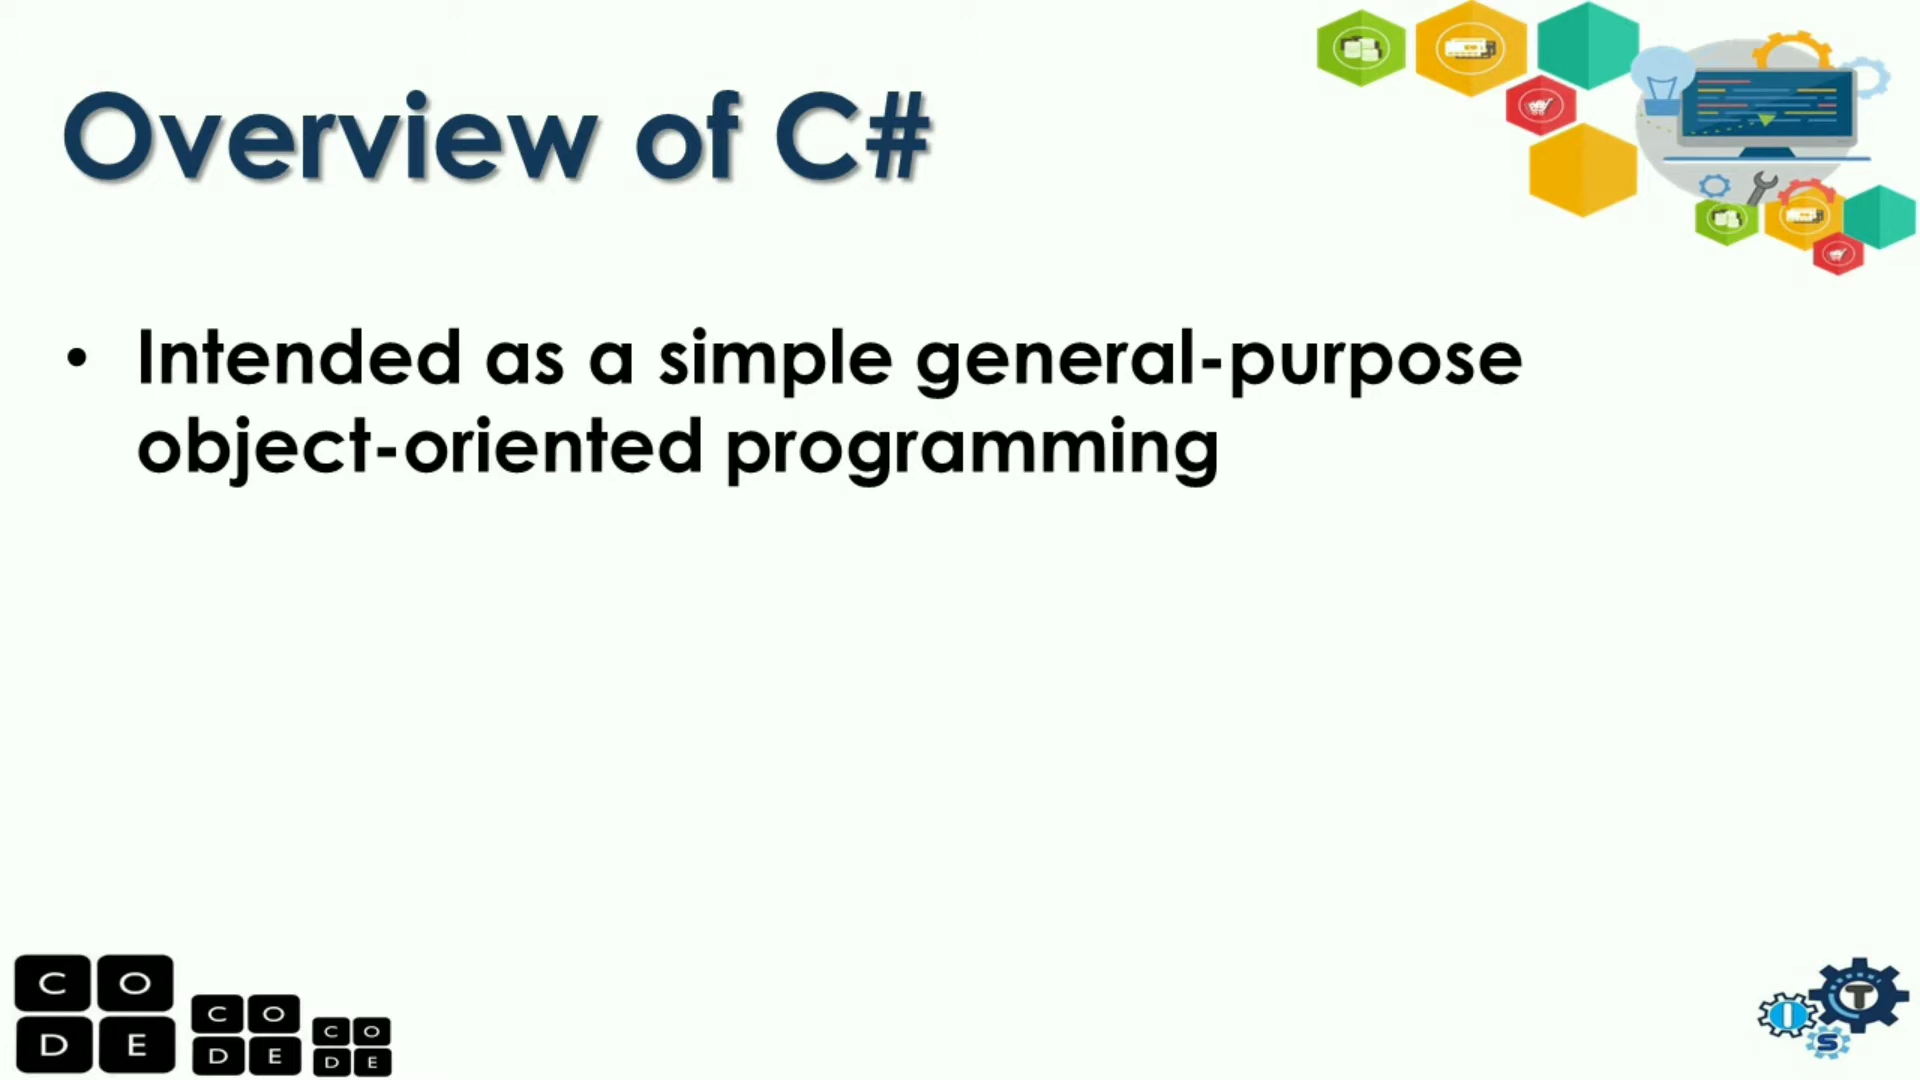 Overview of C#
• Intended as a simple general-purpose
object-oriented programming
C O
D E
C O
D E
C O
D E
I T
S